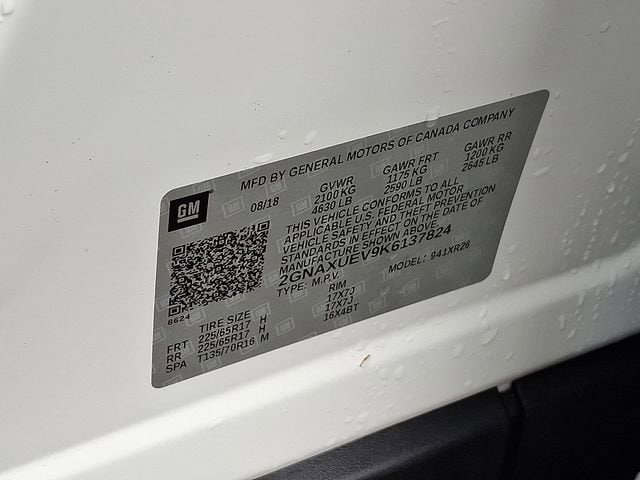 MFD BY GENERAL MOTORS OF CANADA COMPANY
GM
08/18
GVWR GAWR FRT GAWR RR
2100 KG 1175 KG 1200 KG
4630 LB 2590 LB 2645 LB
THIS VEHICLE CONFORMS TO ALL
APPLICABLE U.S. FEDERAL MOTOR
VEHICLE SAFETY AND THEFT PREVENTION
STANDARDS IN EFFECT ON THE DATE OF
MANUFACTURE SHOWN ABOVE.
2GNAXUEV9K6137824
TYPE: M.P.V. MODEL: 941XR26
8624
TIRE SIZE RIM
FRT 225/65R17 H 17X7J
RR 225/65R17 H 17X7J
SPA T135/70R16 M 16X4BT